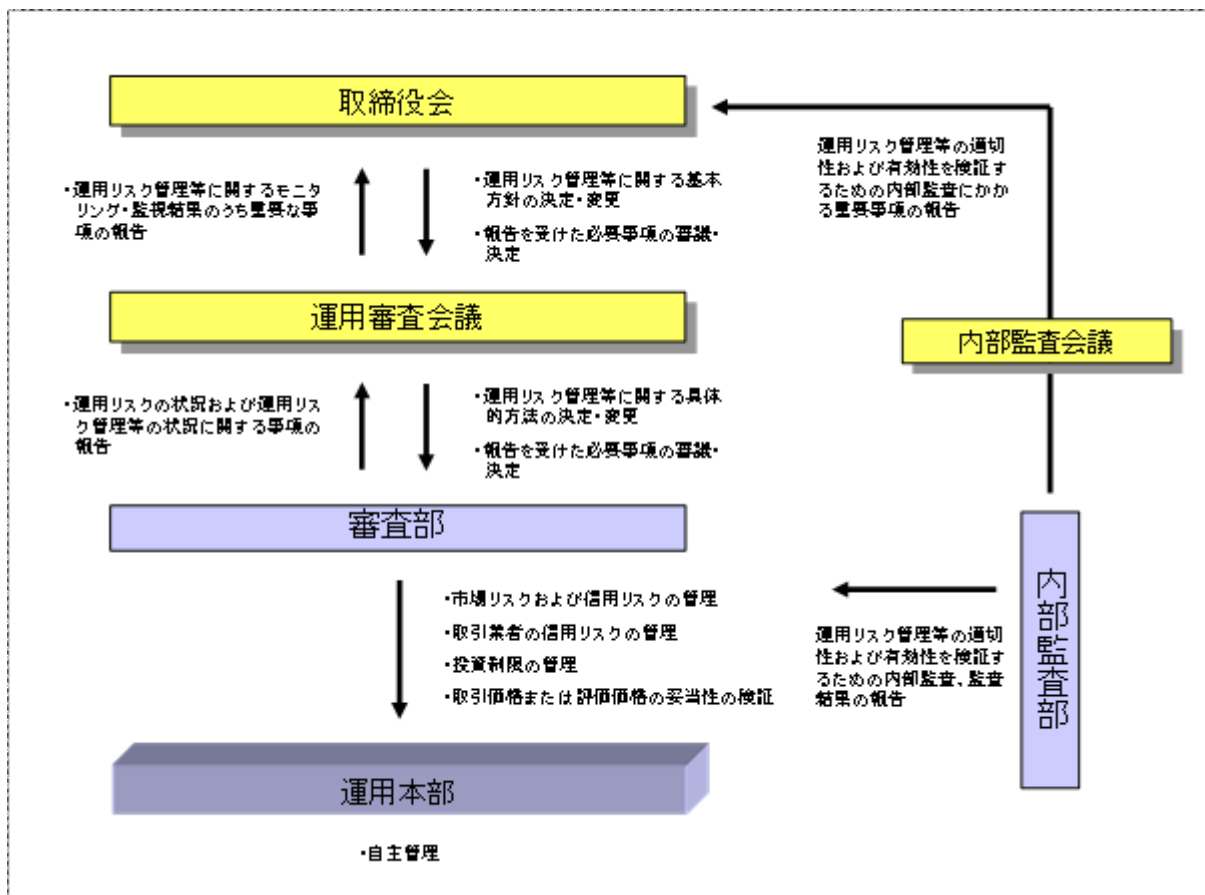 取締役会
・運用リスク管理等に関するモニ
タリング・監視結果のうち重要な事
項の報告
・運用リスク管理等に関する基本
方針の決定・変更
・報告を受けた必要事項の審議・
決定
運用リスク管理等の適切
性および有効性を検証す
るための内部監査にかか
る重要事項の報告
運用審査会議
内部監査会議
・運用リスクの状況および運用リス
ク管理等の状況に関する事項の
報告
・運用リスク管理等に関する具体
的方法の決定・変更
・報告を受けた必要事項の審議・
決定
審査部
・市場リスクおよび信用リスクの管理
・取引業者の信用リスクの管理
・投資制限の管理
・取引価格または評価価格の妥当性の検証
運用リスク管理等の適切
性および有効性を検証す
るための内部監査、監査
結果の報告
内部監査部
運用本部
・自主管理